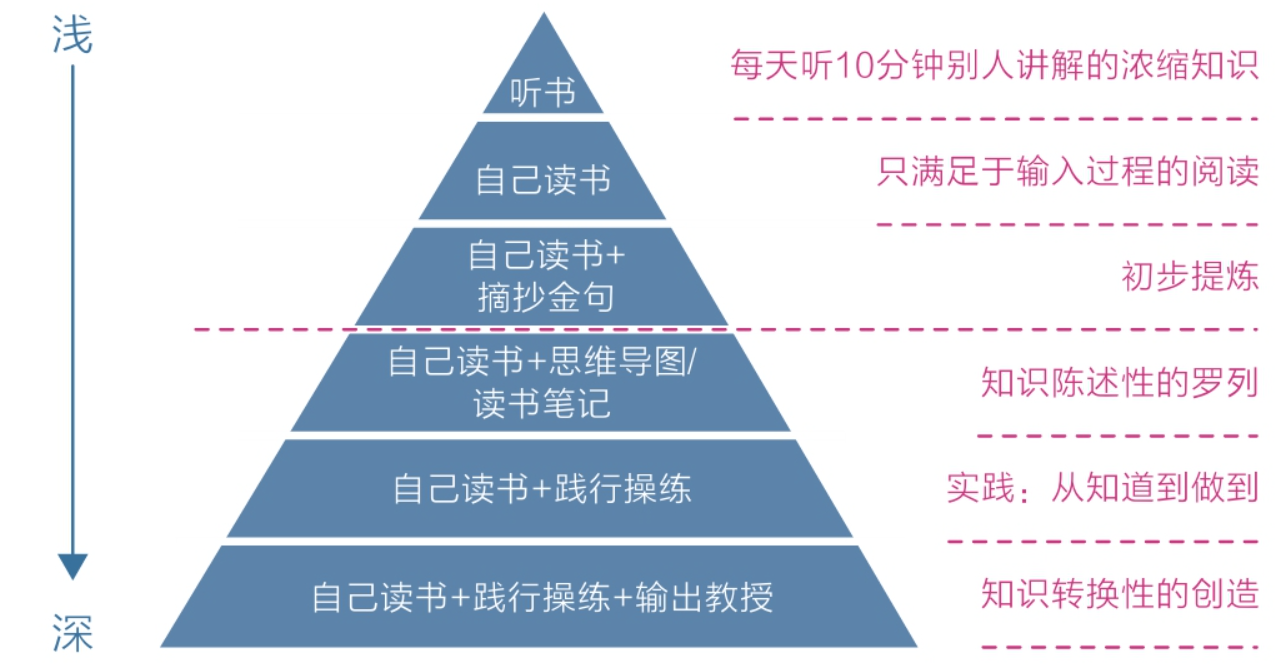 浅
每天听10分钟别人讲解的浓缩知识
听书
只满足于输入过程的阅读
自己读书
自己读书+
摘抄金句
初步提炼
自己读书+思维导图/
读书笔记
知识陈述性的罗列
自己读书+践行操练
实践：从知道到做到
自己读书+践行操练+输出教授
知识转换性的创造
深